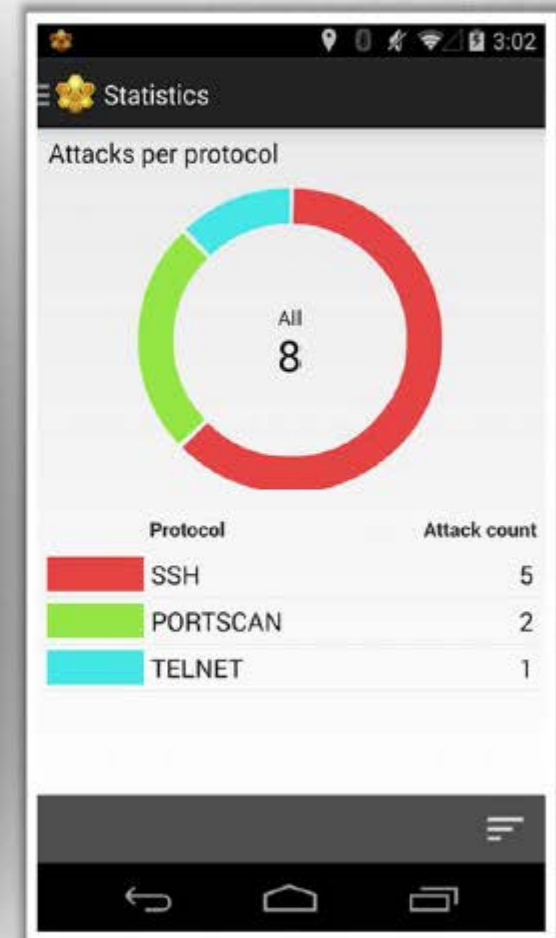 3:02
Statistics
Attacks per protocol
All
8
Protocol Attack count
SSH 5
PORTSCAN 2
TELNET 1